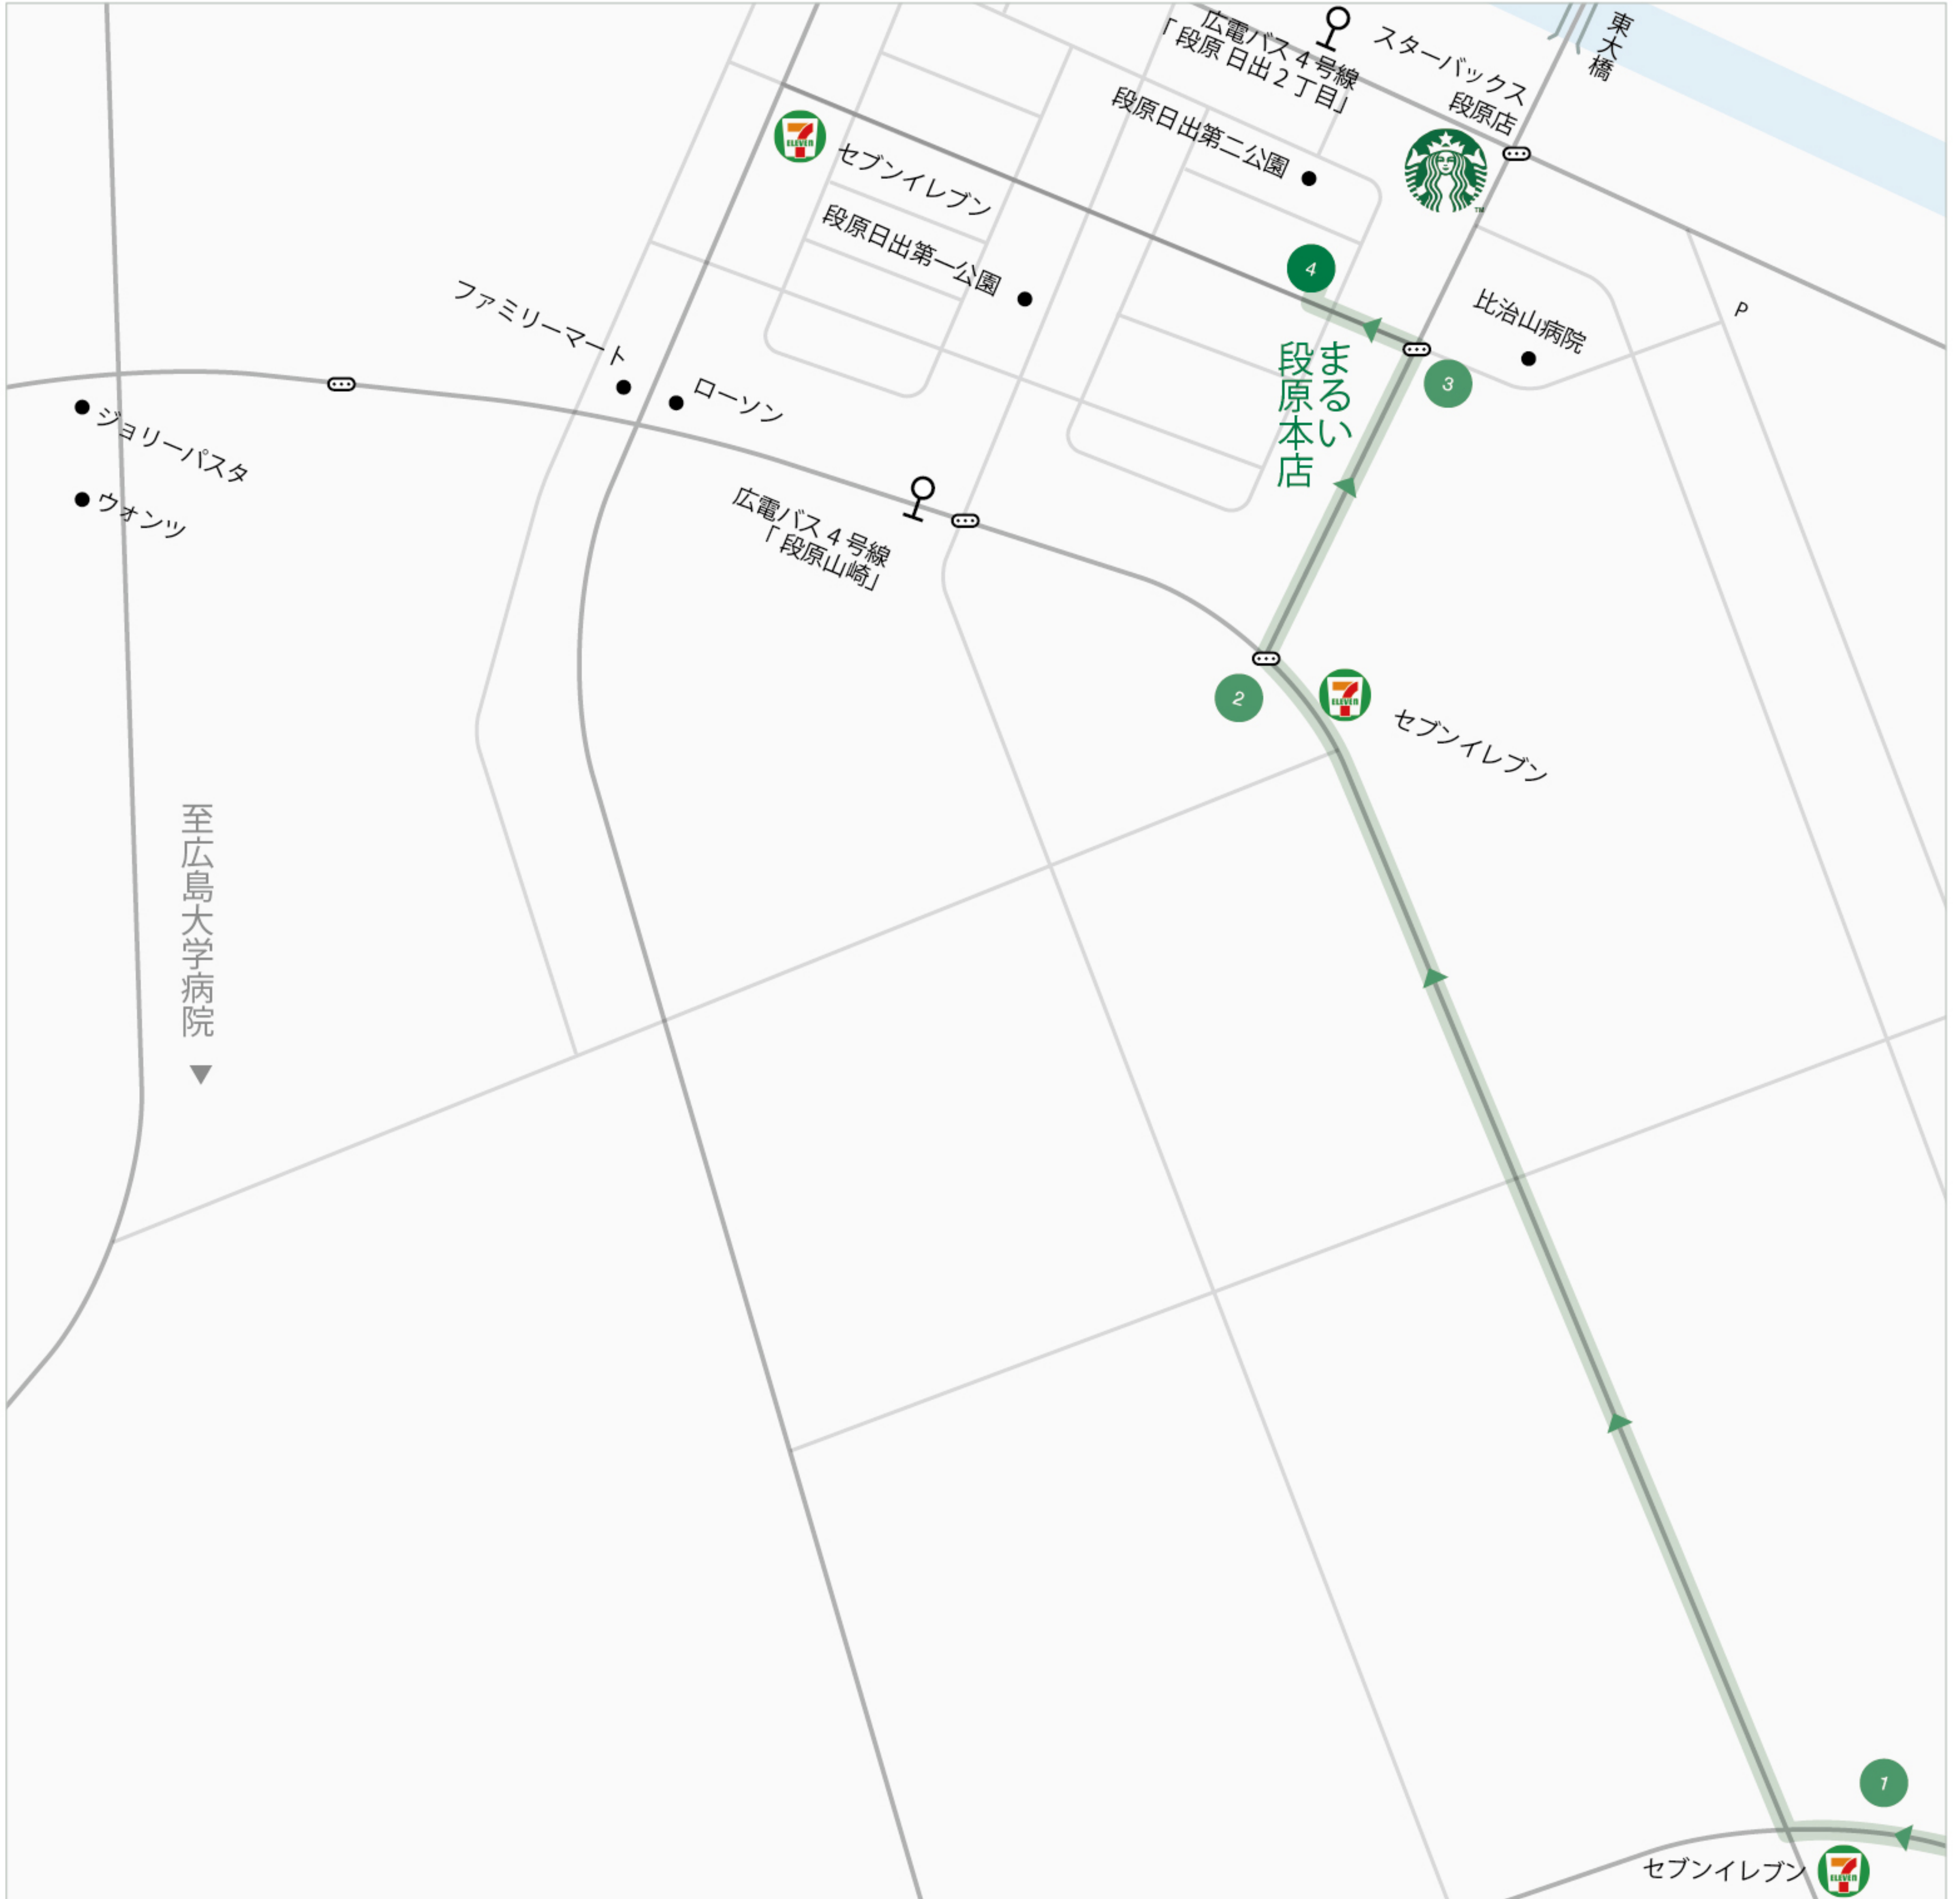 広電バス4号線
「段原日出2丁目」
スターバックス
段原店
東大橋
段原日出第二公園
ELEVEN
セブンイレブン
段原日出第一公園
TM
4
比治山病院
P
ファミリーマート
ローソン
まるい
段原本店
3
ジョリーパスタ
ウォンツ
広電バス4号線
「段原山崎」
2
ELEVEN
セブンイレブン
至広島大学病院 ▼
1
セブンイレブン
ELEVEN